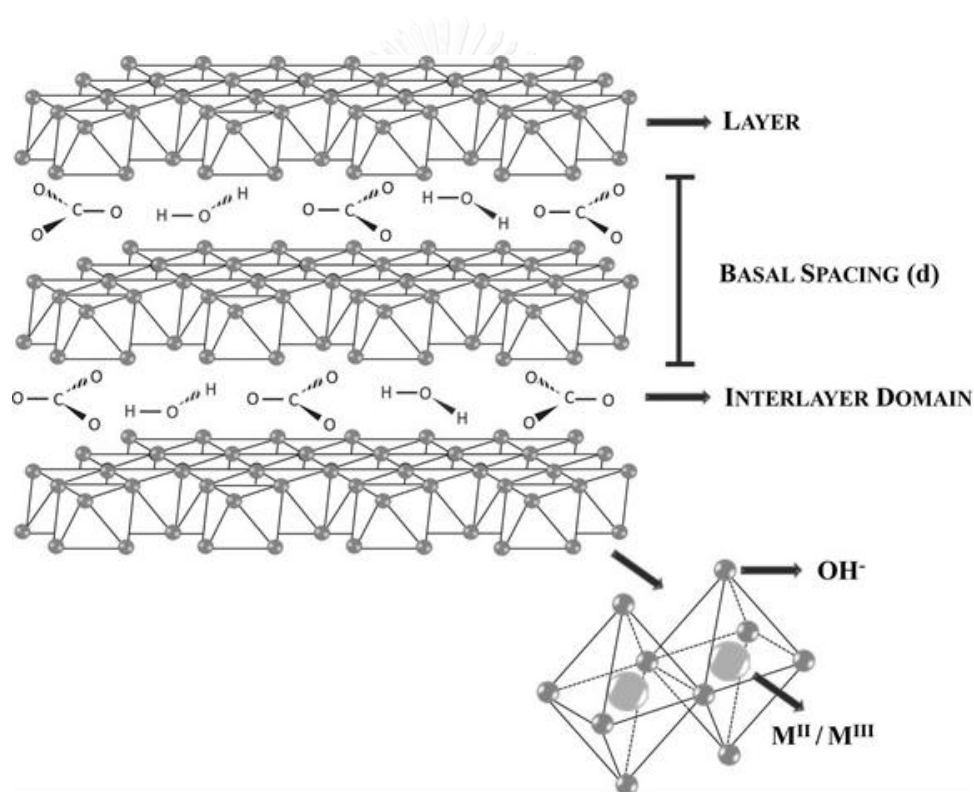 LAYER
O H O H—O O
C—O H—O O—C O—C
O O H O
BASAL SPACING (d)
O H O O
O—C H—O O—C H—O C—O
O O H O
INTERLAYER DOMAIN
OH⁻
Mᴵᴵ / Mᴵᴵᴵ